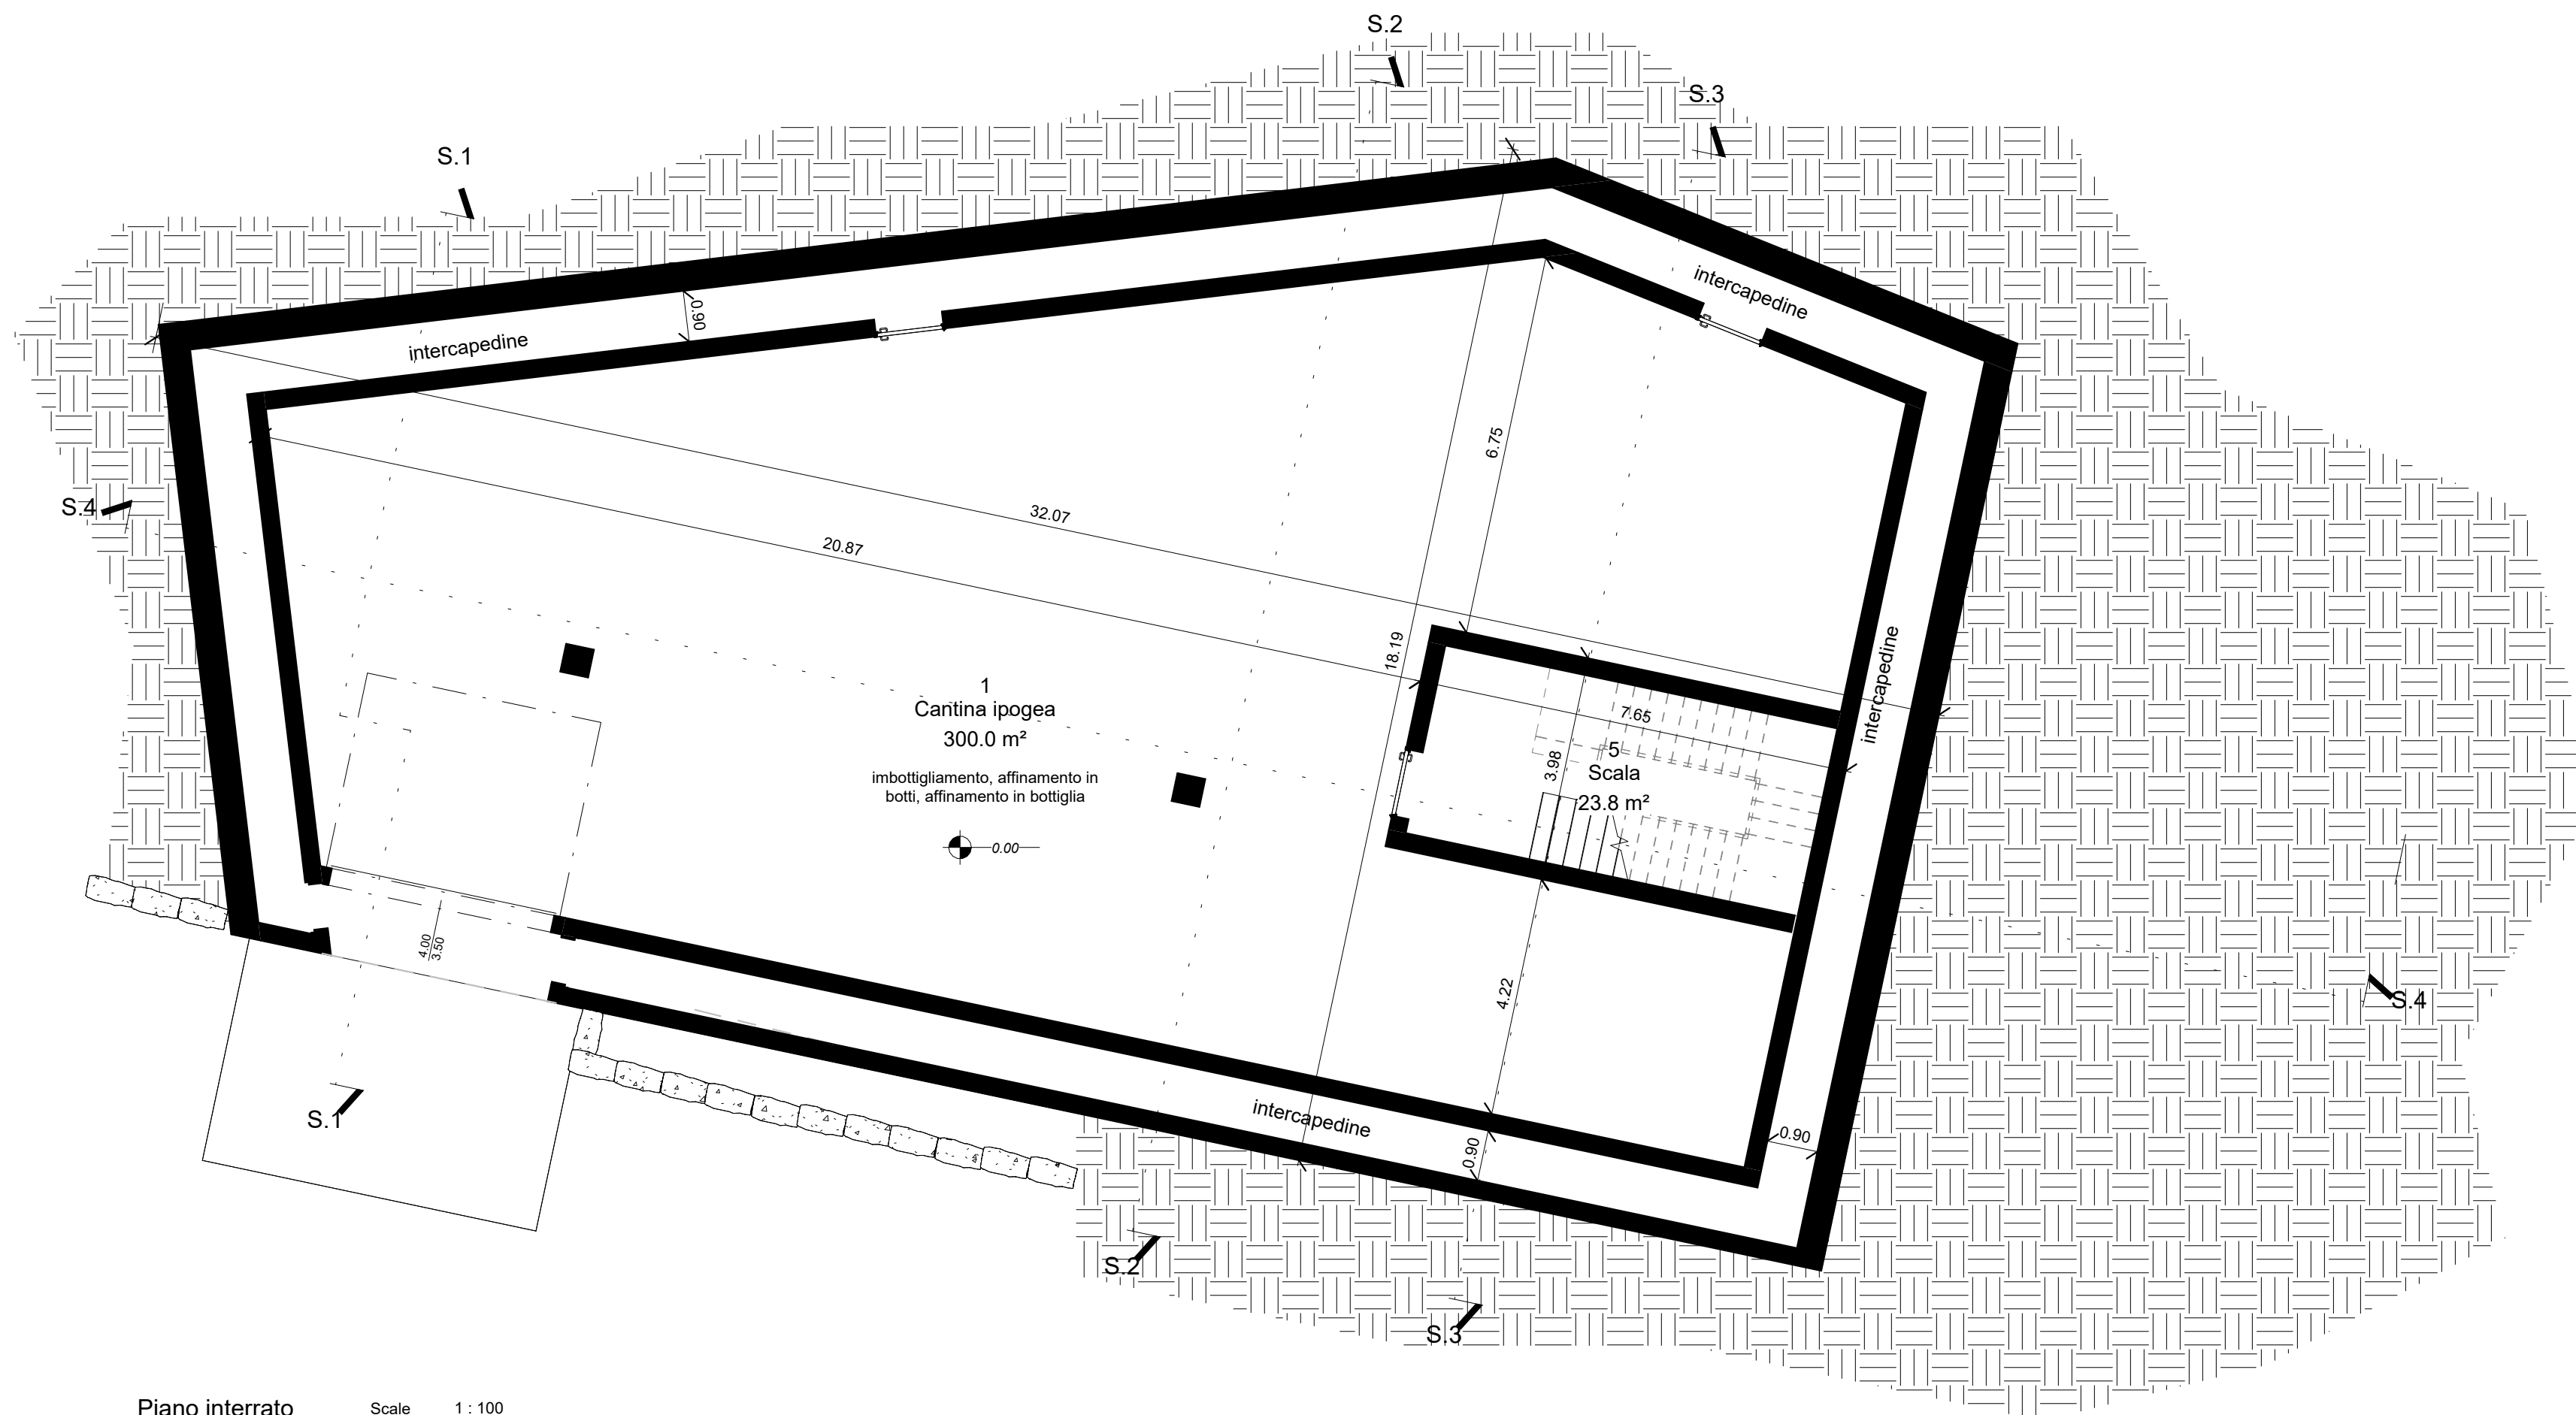 S.2
S.3
S.1
intercapedine
0.90
intercapedine
6.75
S.4
32.07
20.87
18.19
intercapedine
1
Cantina ipogea
300.0 m²
imbottigliamento, affinamento in
botti, affinamento in bottiglia
0.00
7.65
3.98
5
Scala
23.8 m²
4.00
3.50
4.22
S.4
S.1
intercapedine
0.90
0.90
S.2
S.3
Piano interrato
Scale 1 : 100